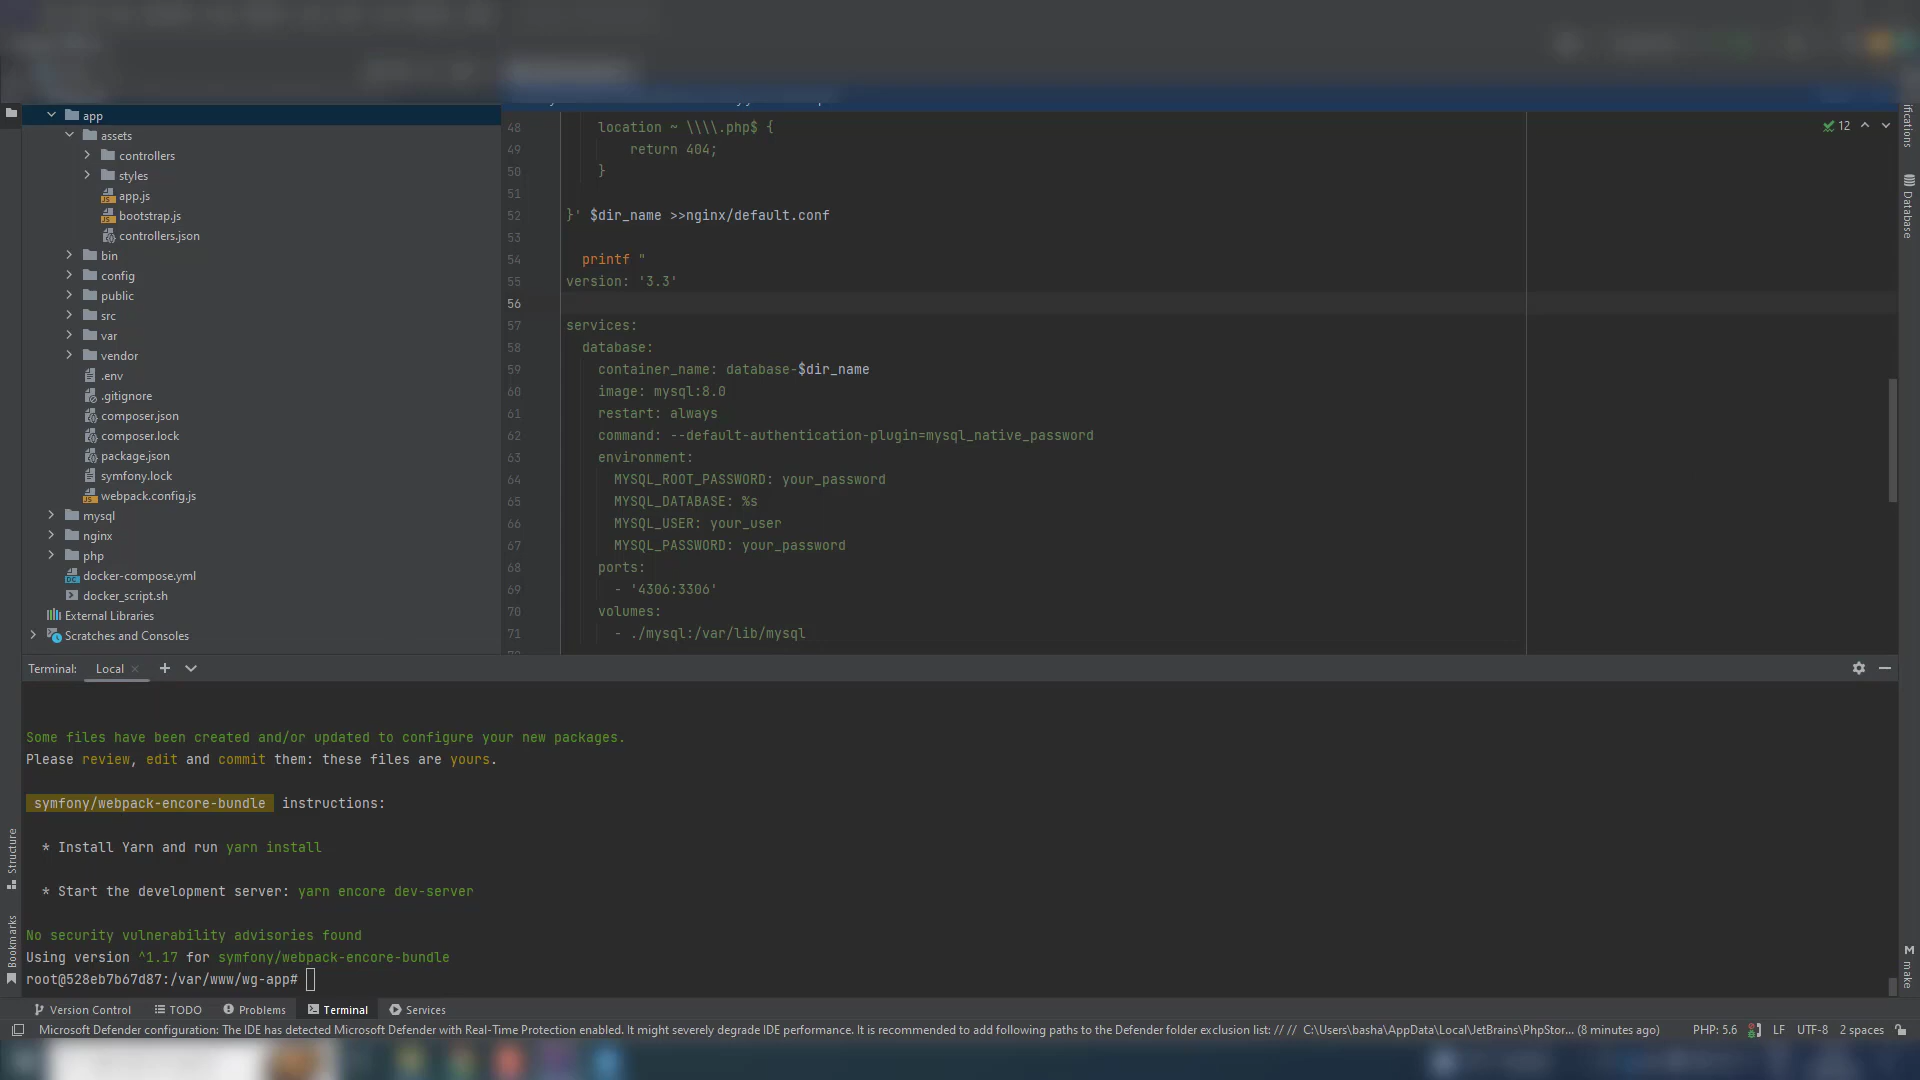 app
assets
controllers
styles
app.js
bootstrap.js
controllers.json
bin
config
public
src
var
vendor
.env
.gitignore
composer.json
composer.lock
package.json
symfony.lock
webpack.config.js
mysql
nginx
php
docker-compose.yml
docker_script.sh
External Libraries
Scratches and Consoles
48 location ~ \\\\.php$ {
49 return 404;
50 }
51
52 }' $dir_name >>nginx/default.conf
53
54 printf "
55 version: '3.3'
56
57 services:
58 database:
59 container_name: database-$dir_name
60 image: mysql:8.0
61 restart: always
62 command: --default-authentication-plugin=mysql_native_password
63 environment:
64 MYSQL_ROOT_PASSWORD: your_password
65 MYSQL_DATABASE: %s
66 MYSQL_USER: your_user
67 MYSQL_PASSWORD: your_password
68 ports:
69 - '4306:3306'
70 volumes:
71 - ./mysql:/var/lib/mysql
12
Database
make
Structure
Bookmarks
Terminal: Local
Some files have been created and/or updated to configure your new packages.
Please review, edit and commit them: these files are yours.
symfony/webpack-encore-bundle instructions:
* Install Yarn and run yarn install
* Start the development server: yarn encore dev-server
No security vulnerability advisories found
Using version ^1.17 for symfony/webpack-encore-bundle
root@528eb7b67d87:/var/www/wg-app#
Version Control TODO Problems Terminal Services
Microsoft Defender configuration: The IDE has detected Microsoft Defender with Real-Time Protection enabled. It might severely degrade IDE performance. It is recommended to add following paths to the Defender folder exclusion list: // // C:\Users\basha\AppData\Local\JetBrains\PhpStor... (8 minutes ago) PHP: 5.6 LF UTF-8 2 spaces